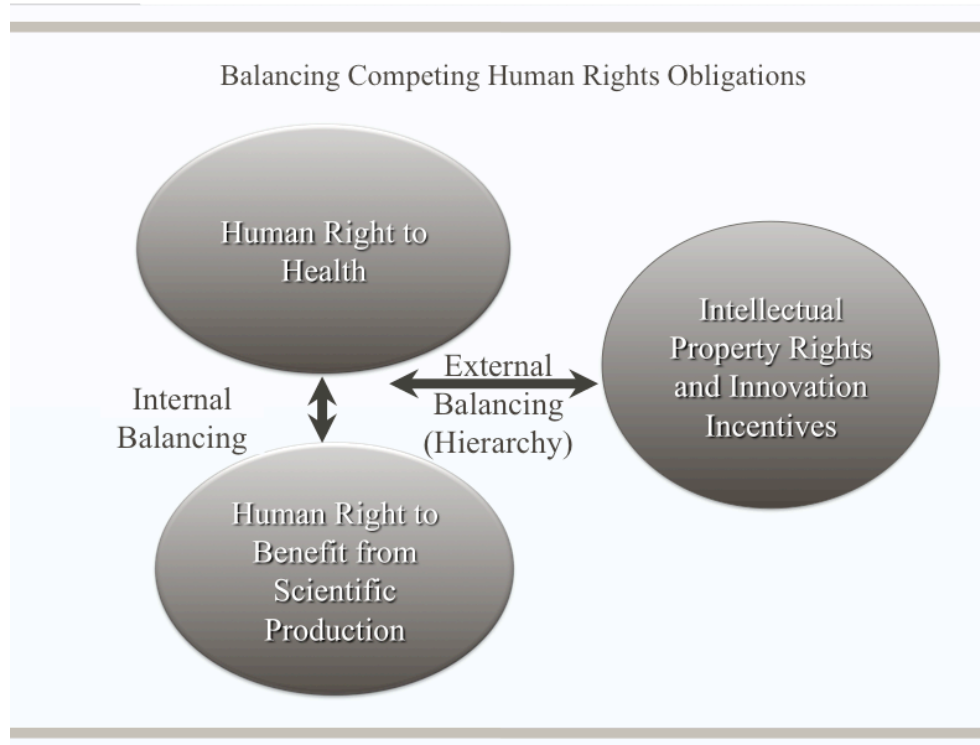 Balancing Competing Human Rights Obligations
Human Right to
Health
Intellectual
Property Rights
and Innovation
Incentives
External
Balancing
(Hierarchy)
Internal
Balancing
Human Right to
Benefit from
Scientific
Production